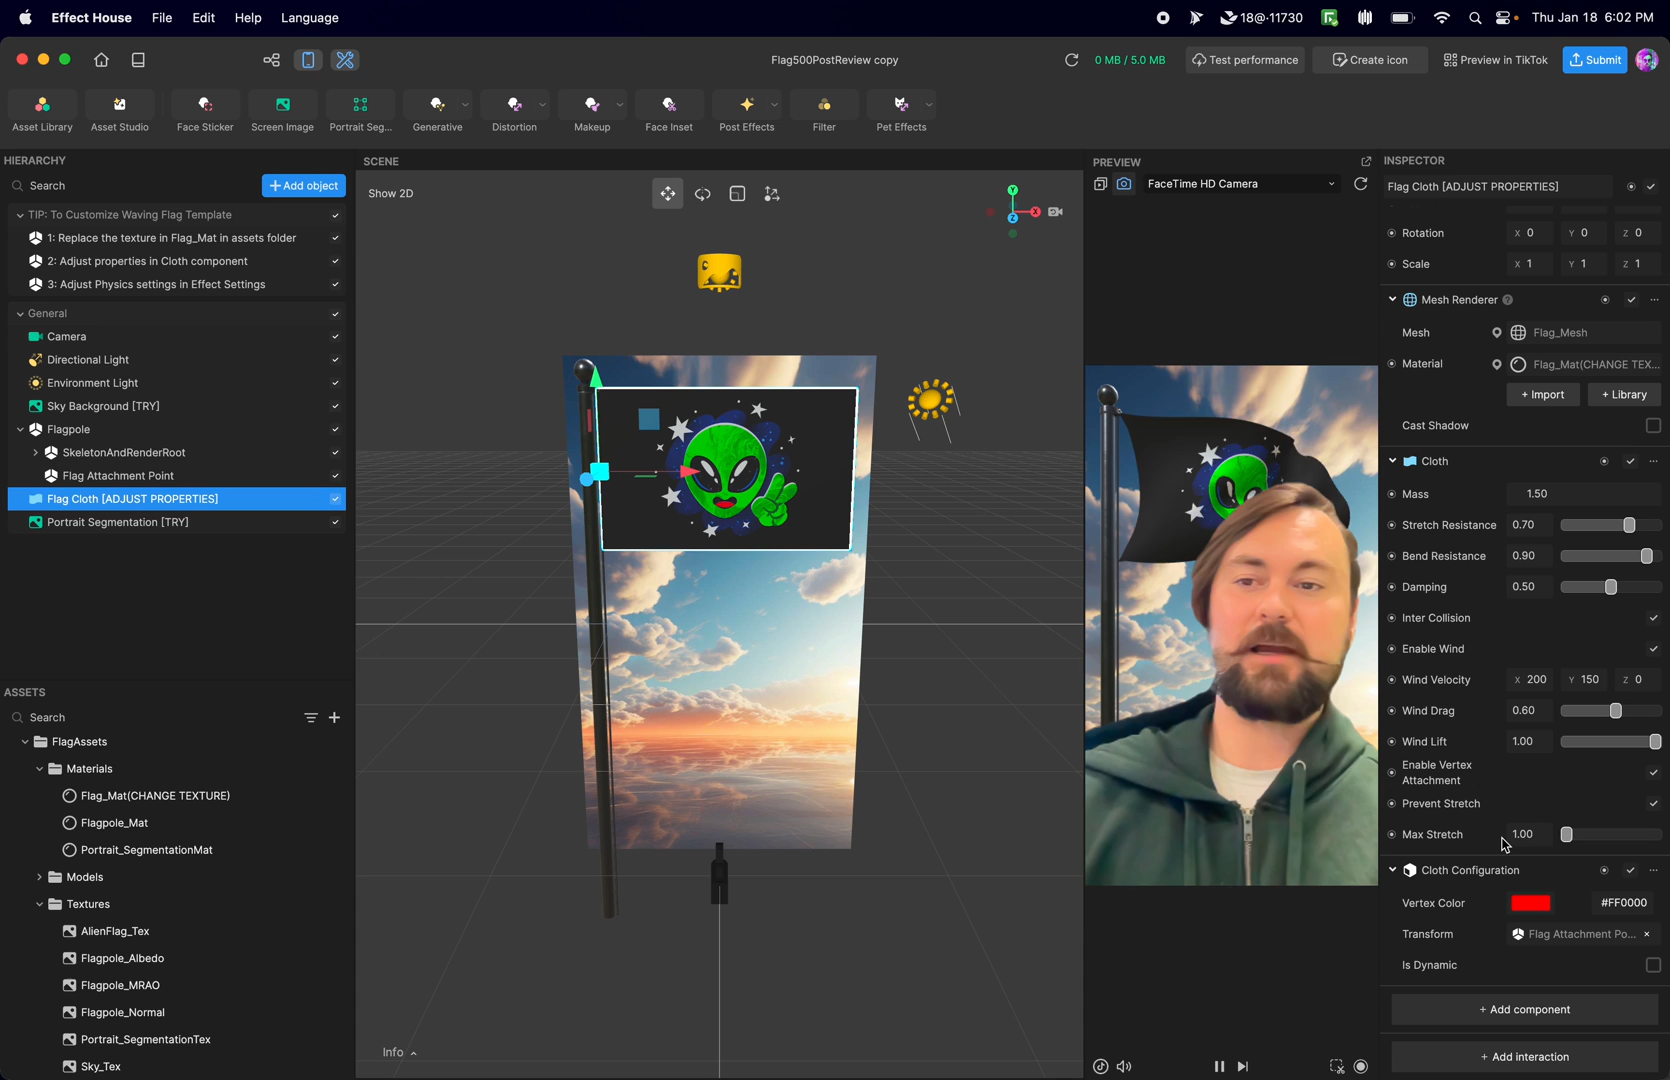 Effect House File Edit Help Language 18@·11730 Thu Jan 18 6:02 PM
Flag500PostReview copy 0 MB / 5.0 MB Test performance Create icon Preview in TikTok Submit
Asset Library Asset Studio Face Sticker Screen Image Portrait Seg... Generative Distortion Makeup Face Inset Post Effects Filter Pet Effects
HIERARCHY
Search + Add object
TIP: To Customize Waving Flag Template
1: Replace the texture in Flag_Mat in assets folder
2: Adjust properties in Cloth component
3: Adjust Physics settings in Effect Settings
General
Camera
Directional Light
Environment Light
Sky Background [TRY]
Flagpole
SkeletonAndRenderRoot
Flag Attachment Point
Flag Cloth [ADJUST PROPERTIES]
Portrait Segmentation [TRY]
ASSETS
Search
FlagAssets
Materials
Flag_Mat(CHANGE TEXTURE)
Flagpole_Mat
Portrait_SegmentationMat
Models
Textures
AlienFlag_Tex
Flagpole_Albedo
Flagpole_MRAO
Flagpole_Normal
Portrait_SegmentationTex
Sky_Tex
SCENE
Show 2D
Y
X
Z
Info
PREVIEW
FaceTime HD Camera
INSPECTOR
Flag Cloth [ADJUST PROPERTIES]
Rotation X 0 Y 0 Z 0
Scale X 1 Y 1 Z 1
Mesh Renderer ?
Mesh Flag_Mesh
Material Flag_Mat(CHANGE TEX...
+ Import + Library
Cast Shadow
Cloth
Mass 1.50
Stretch Resistance 0.70
Bend Resistance 0.90
Damping 0.50
Inter Collision
Enable Wind
Wind Velocity X 200 Y 150 Z 0
Wind Drag 0.60
Wind Lift 1.00
Enable Vertex
Attachment
Prevent Stretch
Max Stretch 1.00
Cloth Configuration
Vertex Color #FF0000
Transform Flag Attachment Po... ×
Is Dynamic
+ Add component
+ Add interaction